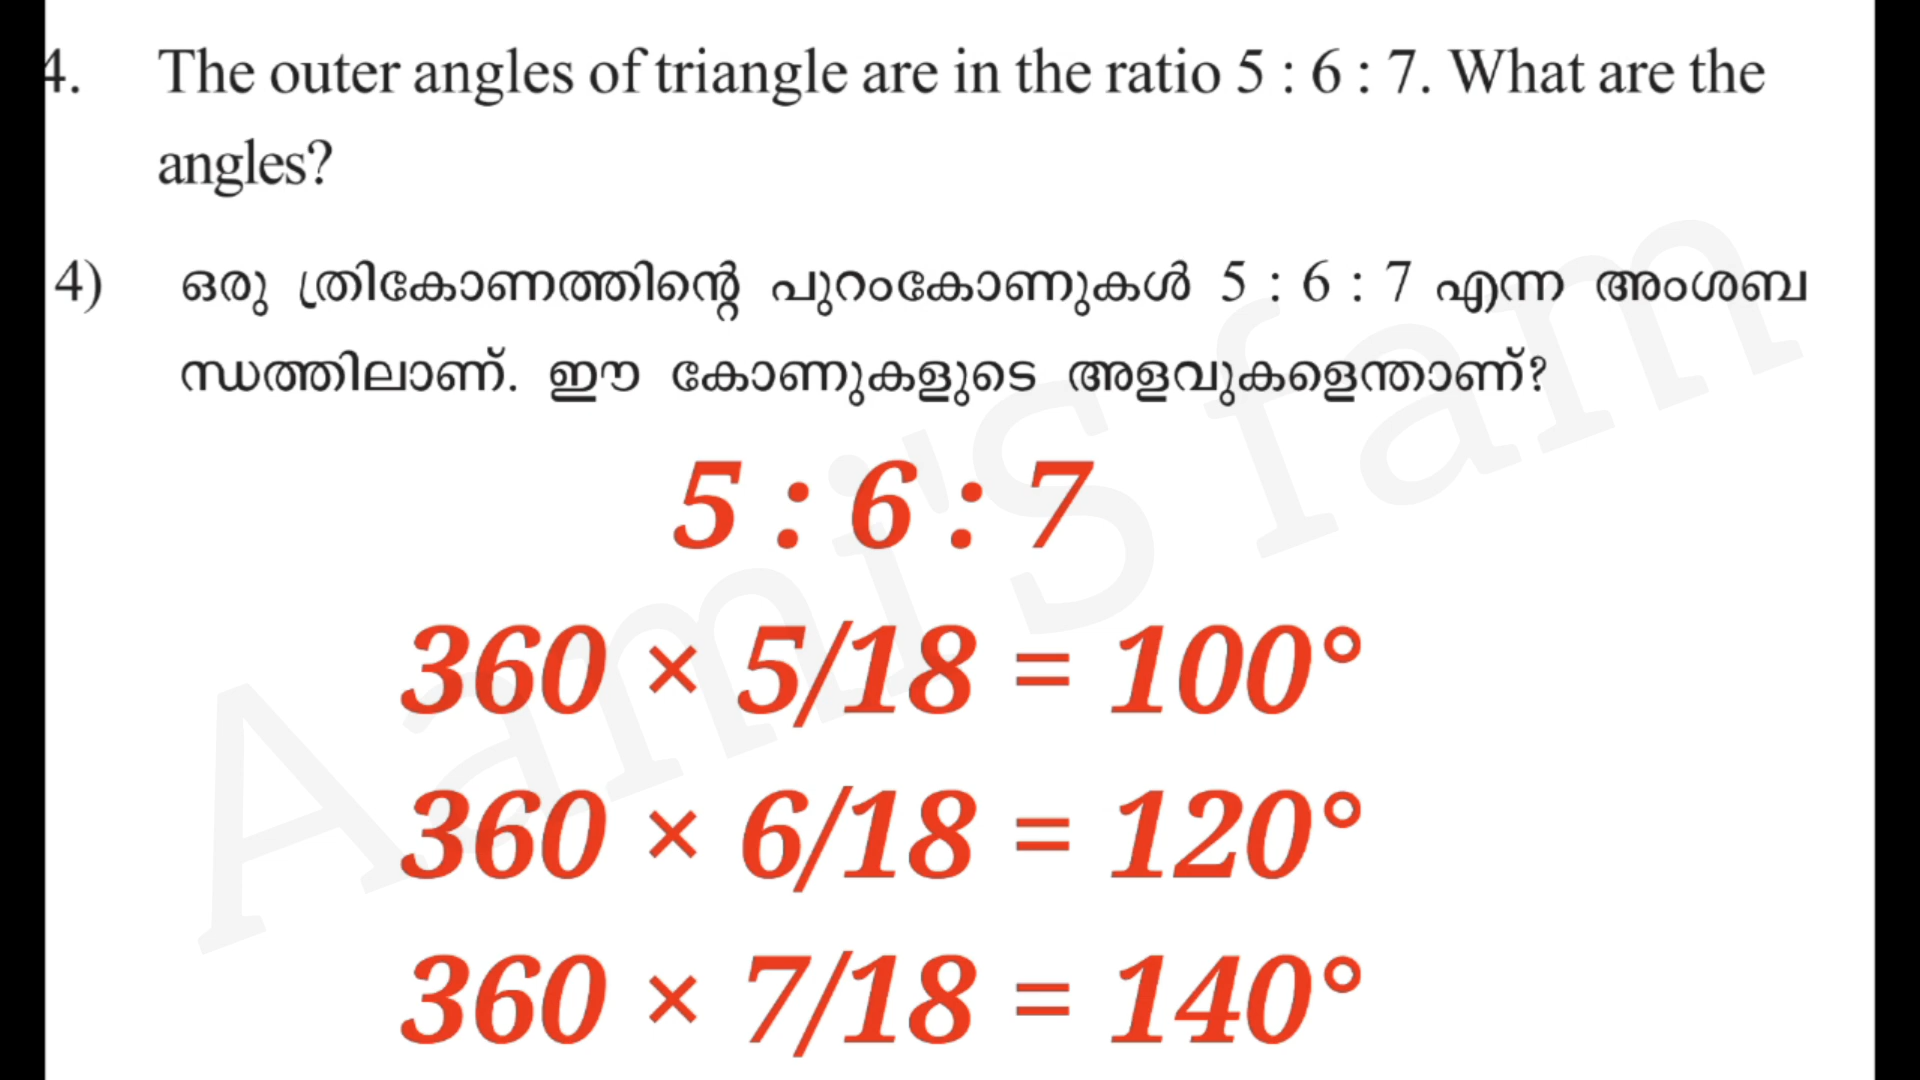 4. The outer angles of triangle are in the ratio 5 : 6 : 7. What are the
angles?
4) ഒരു ത്രികോണത്തിന്റെ പുറംകോണുകൾ 5 : 6 : 7 എന്ന അംശബ
ന്ധത്തിലാണ്. ഈ കോണുകളുടെ അളവുകളെന്താണ്?
5 : 6 : 7
360 × 5/18 = 100°
360 × 6/18 = 120°
360 × 7/18 = 140°
Aami'S fam